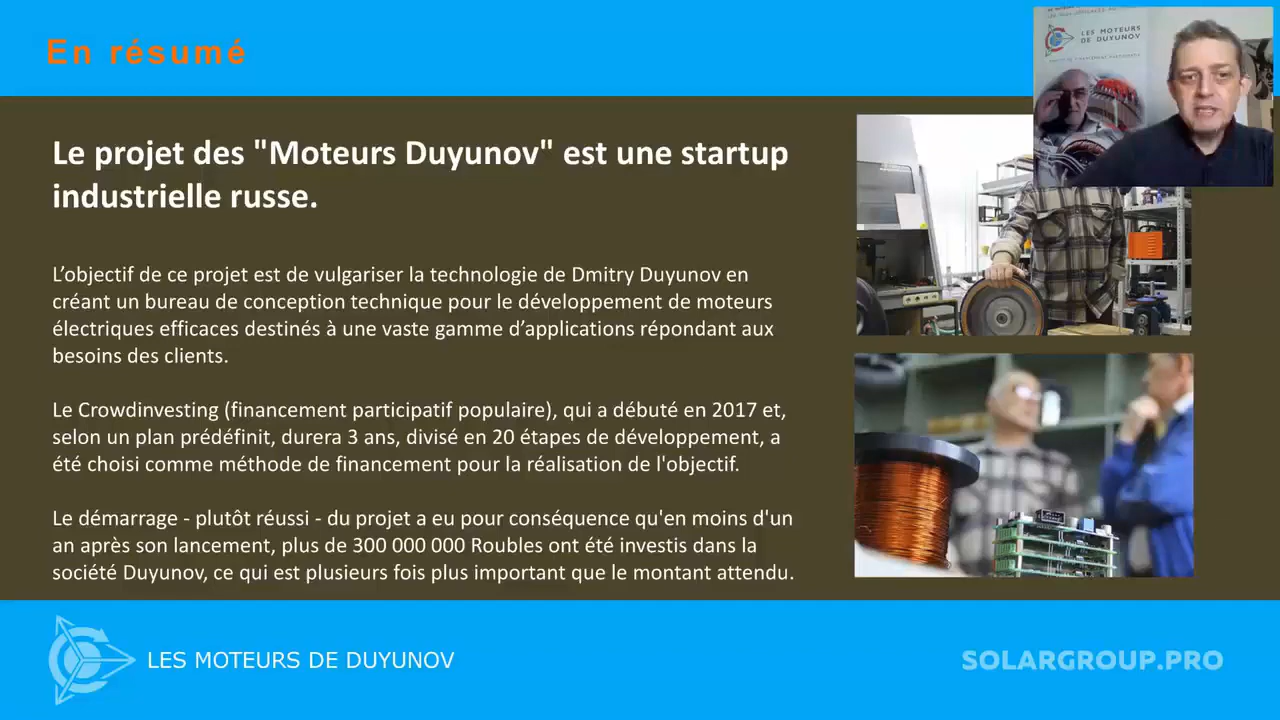 En résumé
LES MOTEURS
DE DUYUNOV
Le projet des "Moteurs Duyunov" est une startup
industrielle russe.
L’objectif de ce projet est de vulgariser la technologie de Dmitry Duyunov en
créant un bureau de conception technique pour le développement de moteurs
électriques efficaces destinés à une vaste gamme d’applications répondant aux
besoins des clients.
Le Crowdinvesting (financement participatif populaire), qui a débuté en 2017 et,
selon un plan prédéfinit, durera 3 ans, divisé en 20 étapes de développement, a
été choisi comme méthode de financement pour la réalisation de l'objectif.
Le démarrage - plutôt réussi - du projet a eu pour conséquence qu'en moins d'un
an après son lancement, plus de 300 000 000 Roubles ont été investis dans la
société Duyunov, ce qui est plusieurs fois plus important que le montant attendu.
LES MOTEURS DE DUYUNOV
SOLARGROUP.PRO